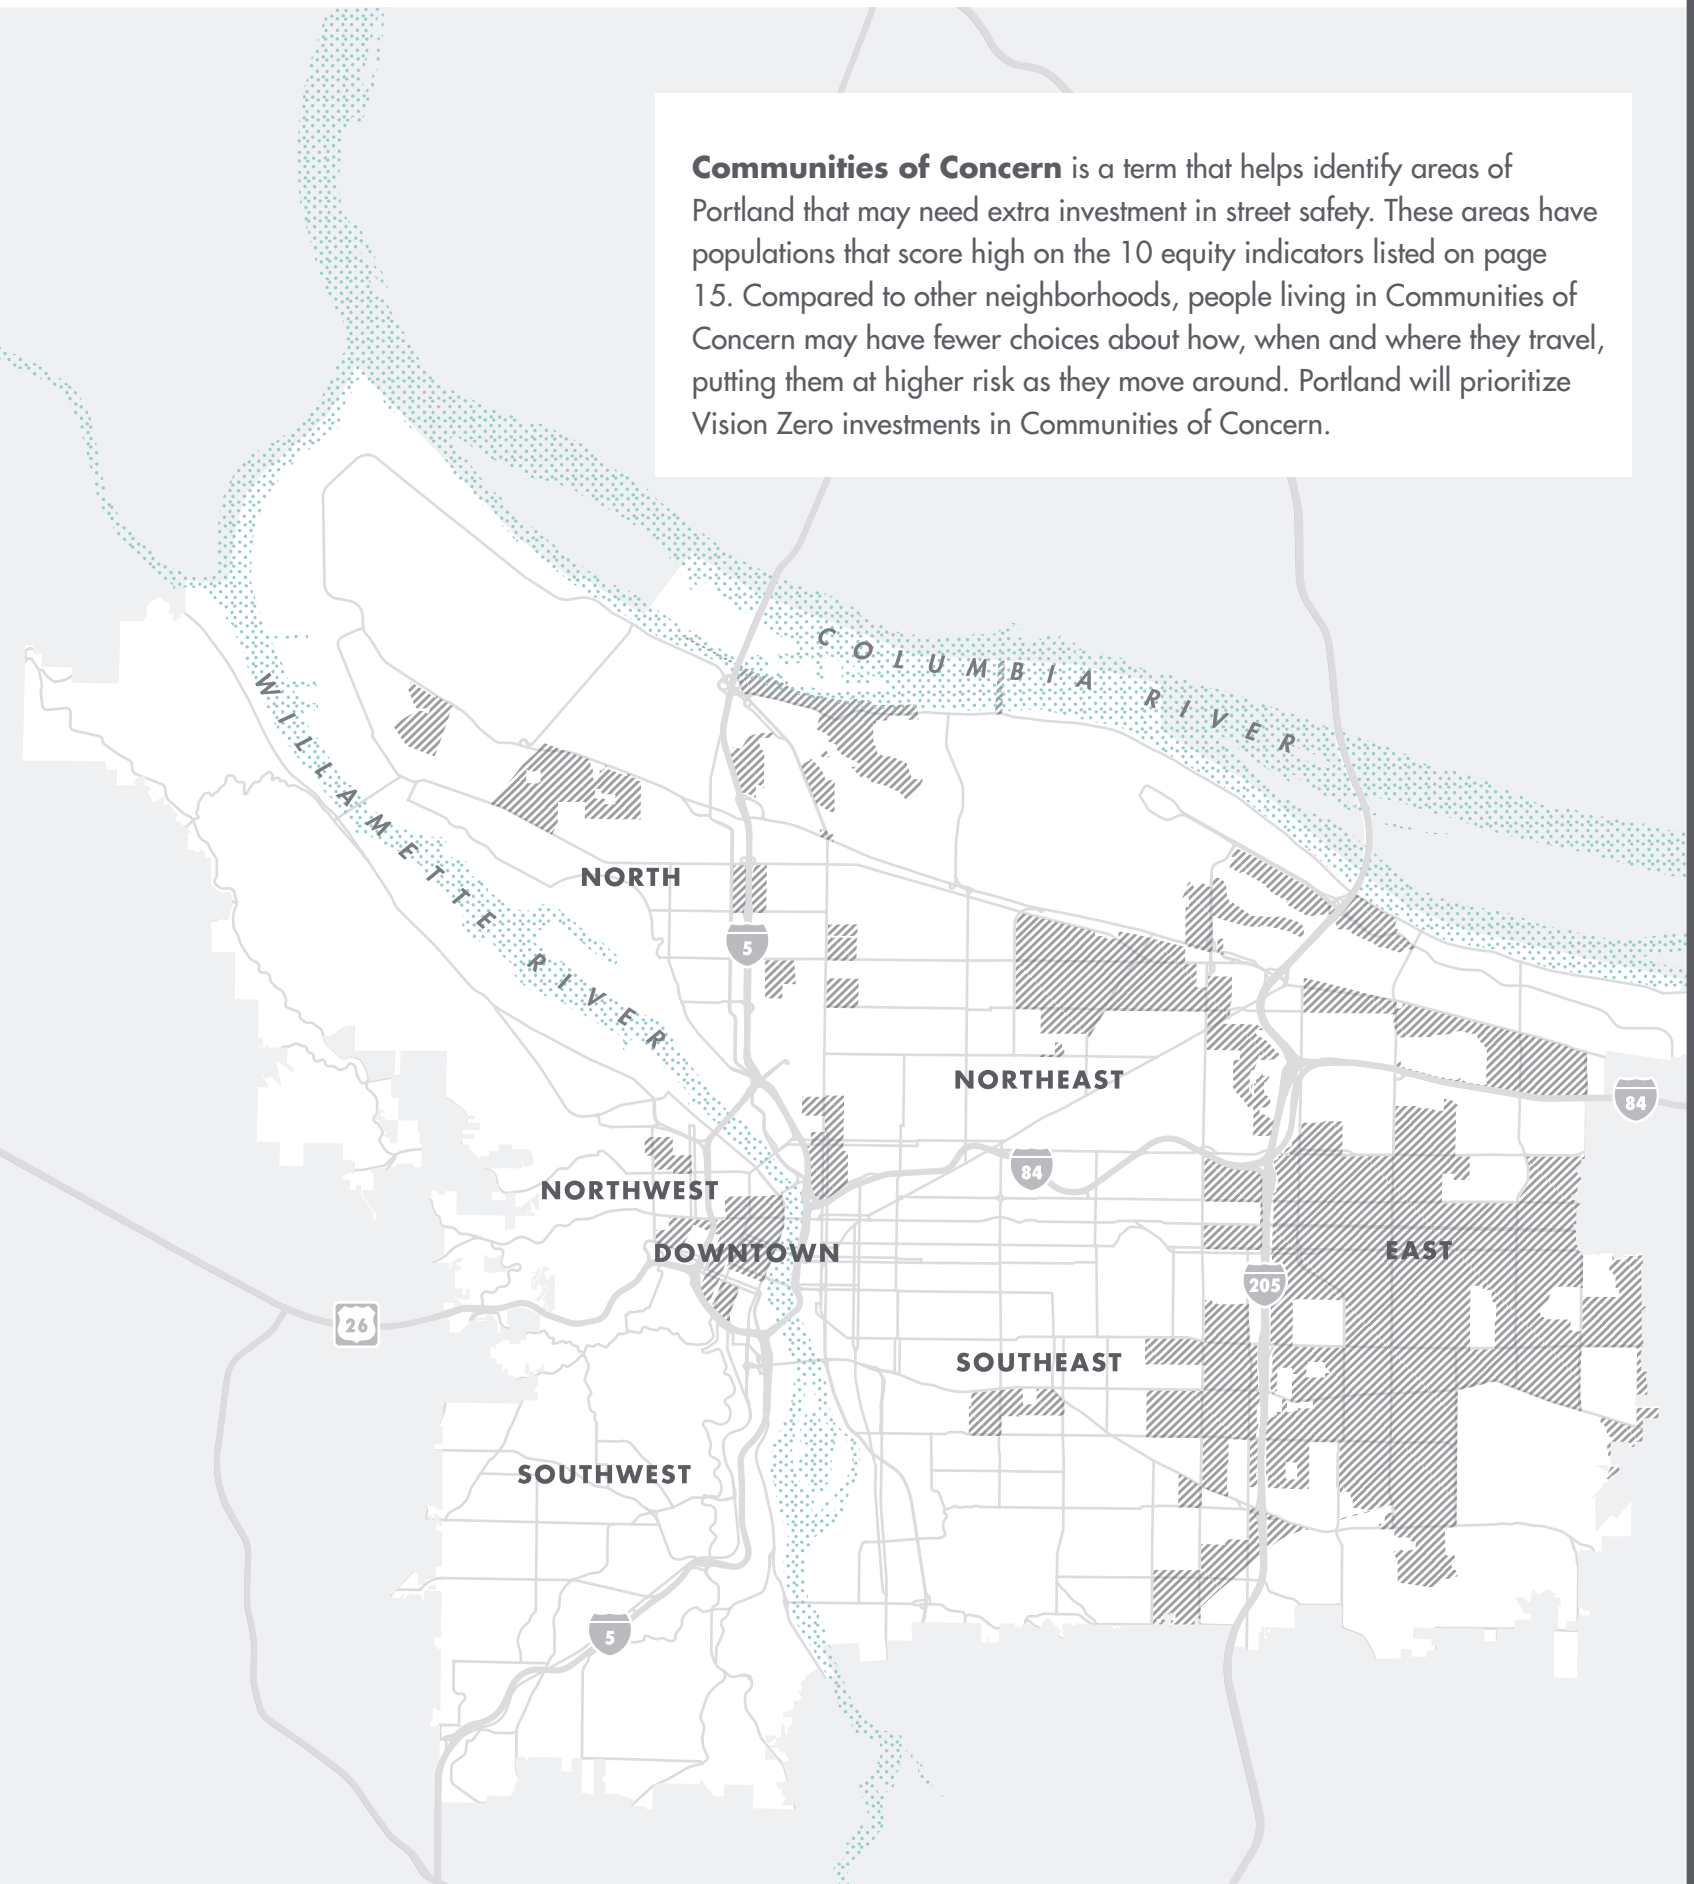 Communities of Concern is a term that helps identify areas of
Portland that may need extra investment in street safety. These areas have
populations that score high on the 10 equity indicators listed on page
15. Compared to other neighborhoods, people living in Communities of
Concern may have fewer choices about how, when and where they travel,
putting them at higher risk as they move around. Portland will prioritize
Vision Zero investments in Communities of Concern.
COLUMBIA RIVER
WILLAMETTE RIVER
NORTH
5
NORTHEAST
84
84
NORTHWEST
DOWNTOWN
EAST
205
26
SOUTHEAST
SOUTHWEST
5